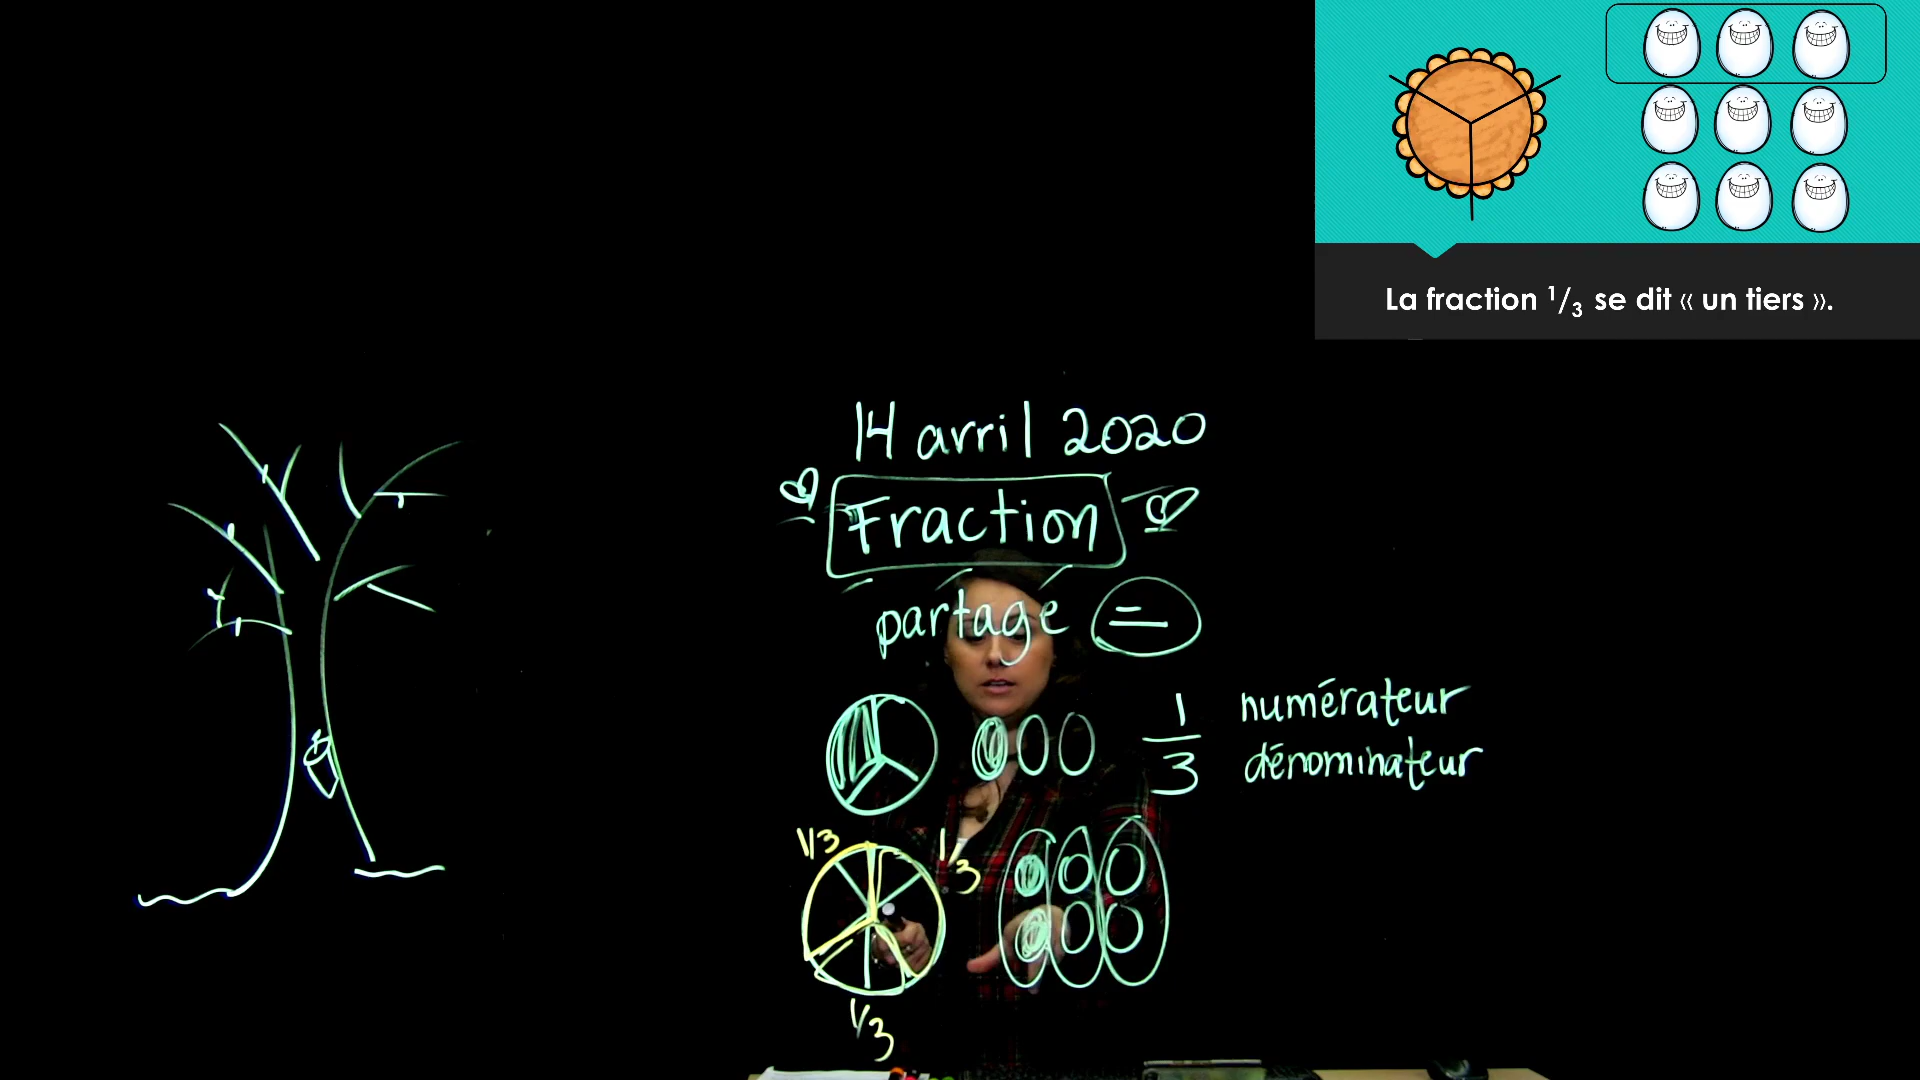 La fraction 1/3 se dit « un tiers ».
14 avril 2020
Fraction
partage =
1 numérateur
3 dénominateur
1/3 1/3
1/3